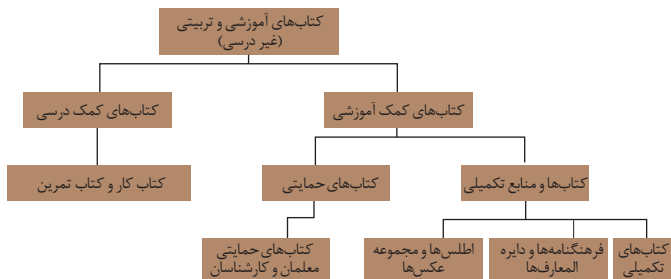 کتاب‌های آموزشی و تربیتی
(غیر درسی)
کتاب‌های کمک آموزشی
کتاب‌های کمک درسی
کتاب‌ها و منابع تکمیلی
کتاب‌های حمایتی
کتاب کار و کتاب تمرین
کتاب‌های
تکمیلی
فرهنگنامه‌ها و دایره
المعارف‌ها
اطلس‌ها و مجموعه
عکس‌ها
کتاب‌های حمایتی
معلمان و کارشناسان